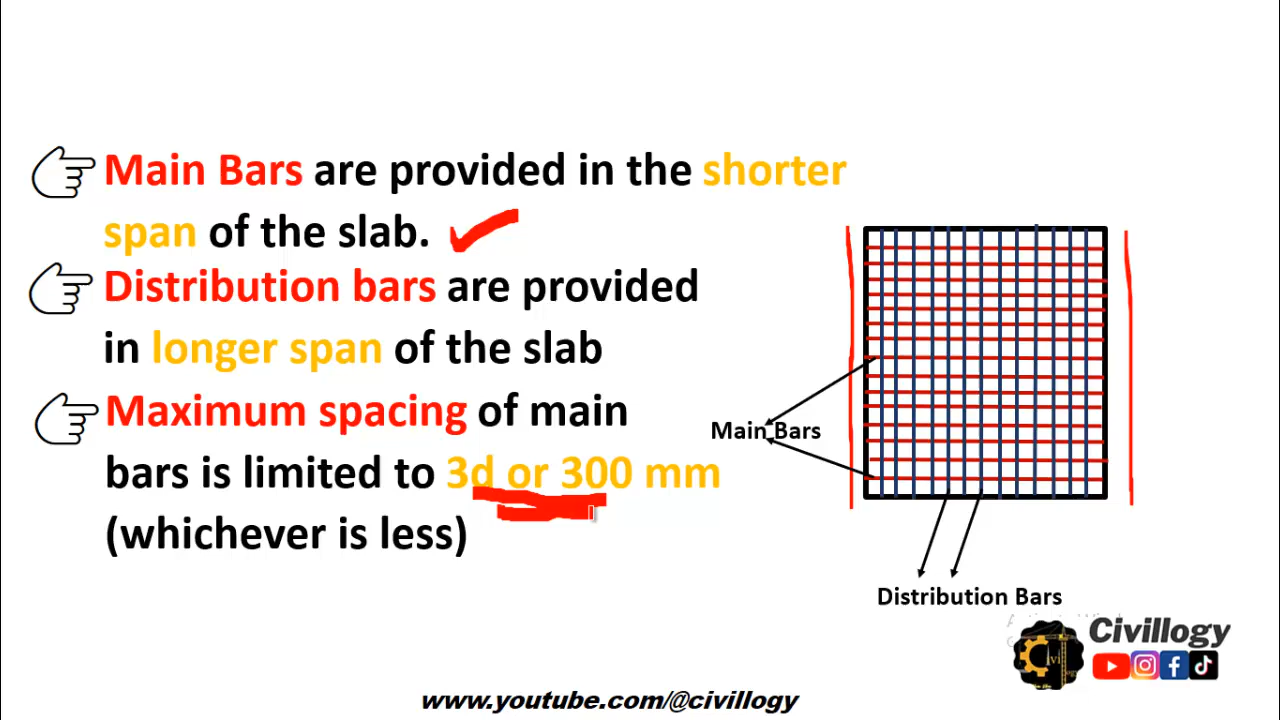 Main Bars are provided in the shorter
span of the slab.
Distribution bars are provided
in longer span of the slab
Maximum spacing of main
bars is limited to 3d or 300 mm
(whichever is less)
Main Bars
Distribution Bars
Civillogy
www.youtube.com/@civillogy